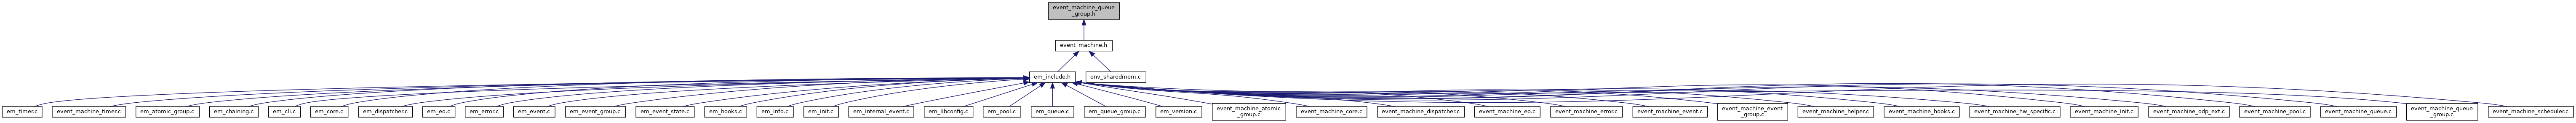 event_machine_queue
_group.h
event_machine.h
em_include.h
env_sharedmem.c
em_timer.c
event_machine_timer.c
em_atomic_group.c
em_chaining.c
em_cli.c
em_core.c
em_dispatcher.c
em_eo.c
em_error.c
em_event.c
em_event_group.c
em_event_state.c
em_hooks.c
em_info.c
em_init.c
em_internal_event.c
em_libconfig.c
em_pool.c
em_queue.c
em_queue_group.c
em_version.c
event_machine_atomic
_group.c
event_machine_core.c
event_machine_dispatcher.c
event_machine_eo.c
event_machine_error.c
event_machine_event.c
event_machine_event
_group.c
event_machine_helper.c
event_machine_hooks.c
event_machine_hw_specific.c
event_machine_init.c
event_machine_odp_ext.c
event_machine_pool.c
event_machine_queue.c
event_machine_queue
_group.c
event_machine_scheduler.c